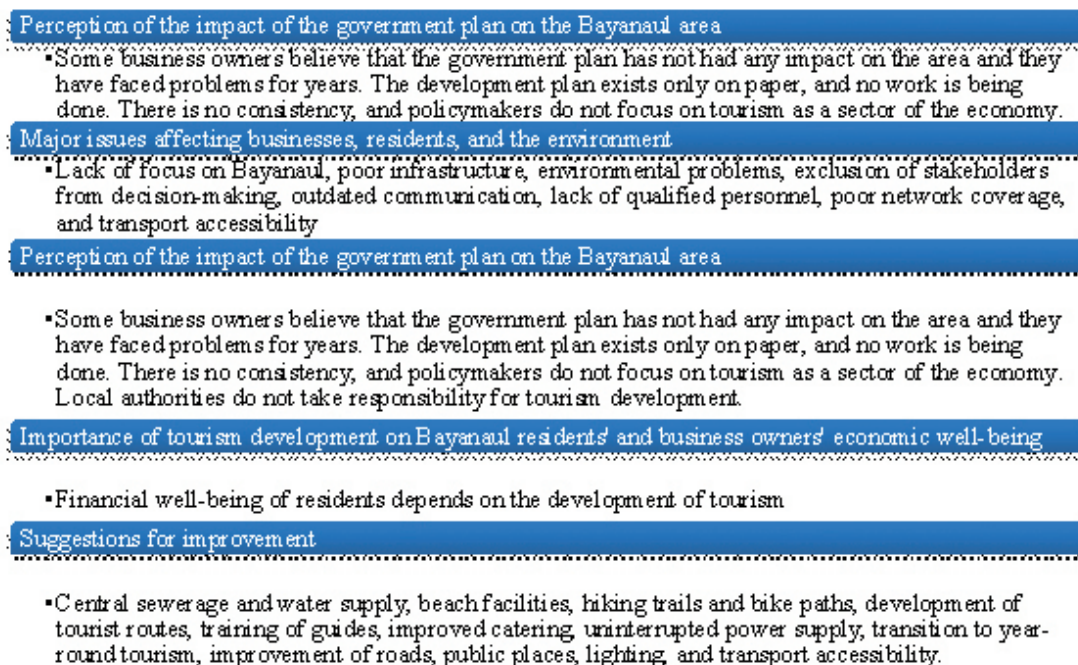 Perception of the impact of the government plan on the Bayanaul area
▪Some business owners believe that the government plan has not had any impact on the area and they
have faced problems for years. The development plan exists only on paper, and no work is being
done. There is no consistency, and policymakers do not focus on tourism as a sector of the economy.
Major issues affecting businesses, residents, and the environment
▪Lack of focus on Bayanaul, poor infrastructure, environmental problems, exclusion of stakeholders
from decision-making, outdated communication, lack of qualified personnel, poor network coverage,
and transport accessibility
Perception of the impact of the government plan on the Bayanaul area
▪Some business owners believe that the government plan has not had any impact on the area and they
have faced problems for years. The development plan exists only on paper, and no work is being
done. There is no consistency, and policymakers do not focus on tourism as a sector of the economy.
Local authorities do not take responsibility for tourism development.
Importance of tourism development on Bayanaul residents' and business owners' economic well-being
▪Financial well-being of residents depends on the development of tourism
Suggestions for improvement
▪Central sewerage and water supply, beach facilities, hiking trails and bike paths, development of
tourist routes, training of guides, improved catering, uninterrupted power supply, transition to year-
round tourism, improvement of roads, public places, lighting, and transport accessibility.